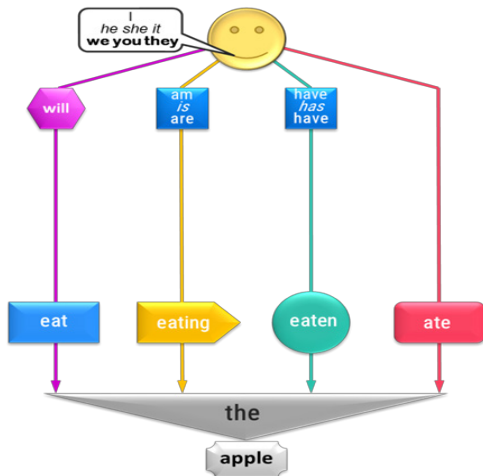 I
he she it
we you they
will
am
is
are
have
has
have
eat
eating
eaten
ate
the
apple